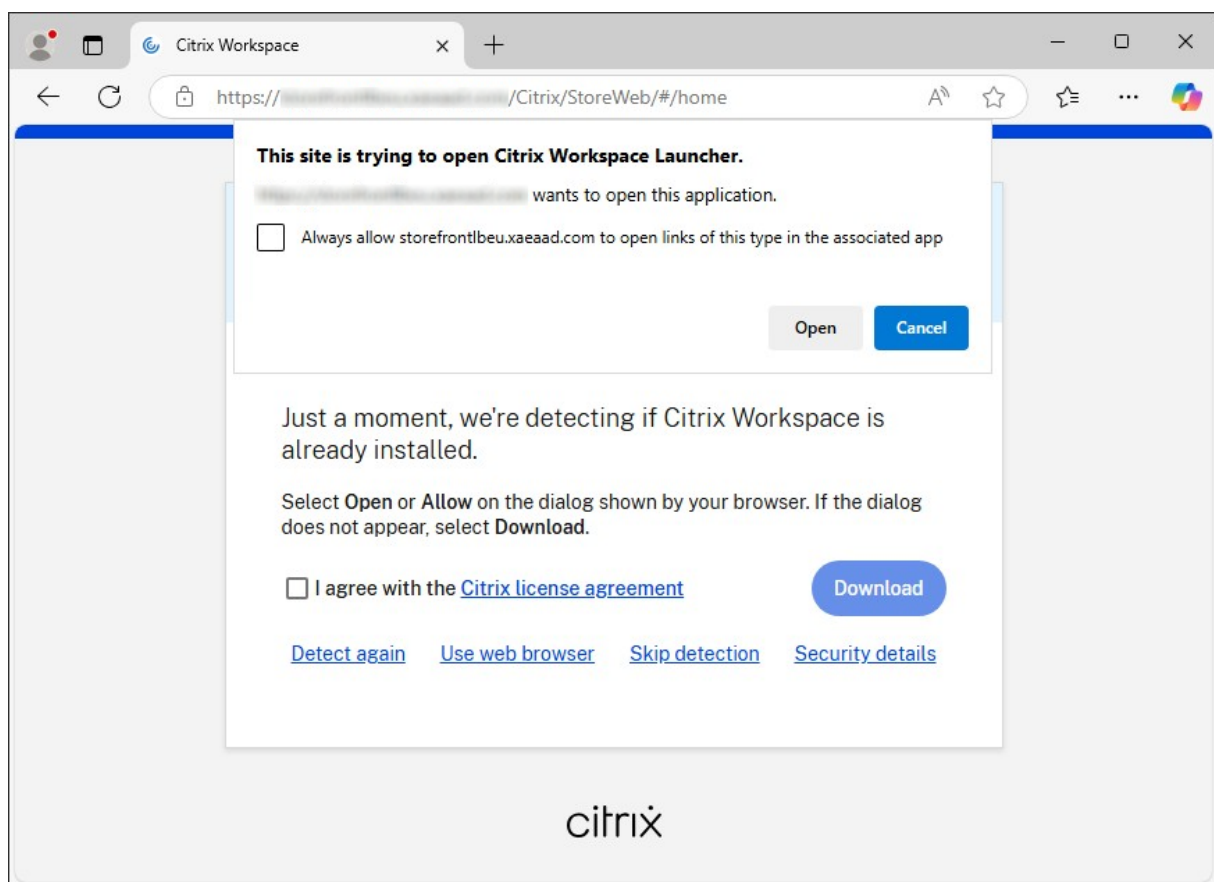 Citrix Workspace
https:// /Citrix/StoreWeb/#/home
This site is trying to open Citrix Workspace Launcher.
wants to open this application.
Always allow storefrontlbeu.xaeaad.com to open links of this type in the associated app
Open Cancel
Just a moment, we're detecting if Citrix Workspace is
already installed.
Select Open or Allow on the dialog shown by your browser. If the dialog
does not appear, select Download.
I agree with the Citrix license agreement Download
Detect again Use web browser Skip detection Security details
citrix